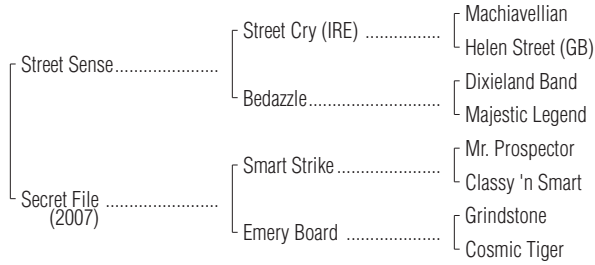 Machiavellian
Street Cry (IRE) ..................
Helen Street (GB)
Street Sense.........................
Dixieland Band
Bedazzle................................
Majestic Legend
Mr. Prospector
Smart Strike .........................
Classy 'n Smart
Secret File ...........................
(2007)
Grindstone
Emery Board ......................
Cosmic Tiger